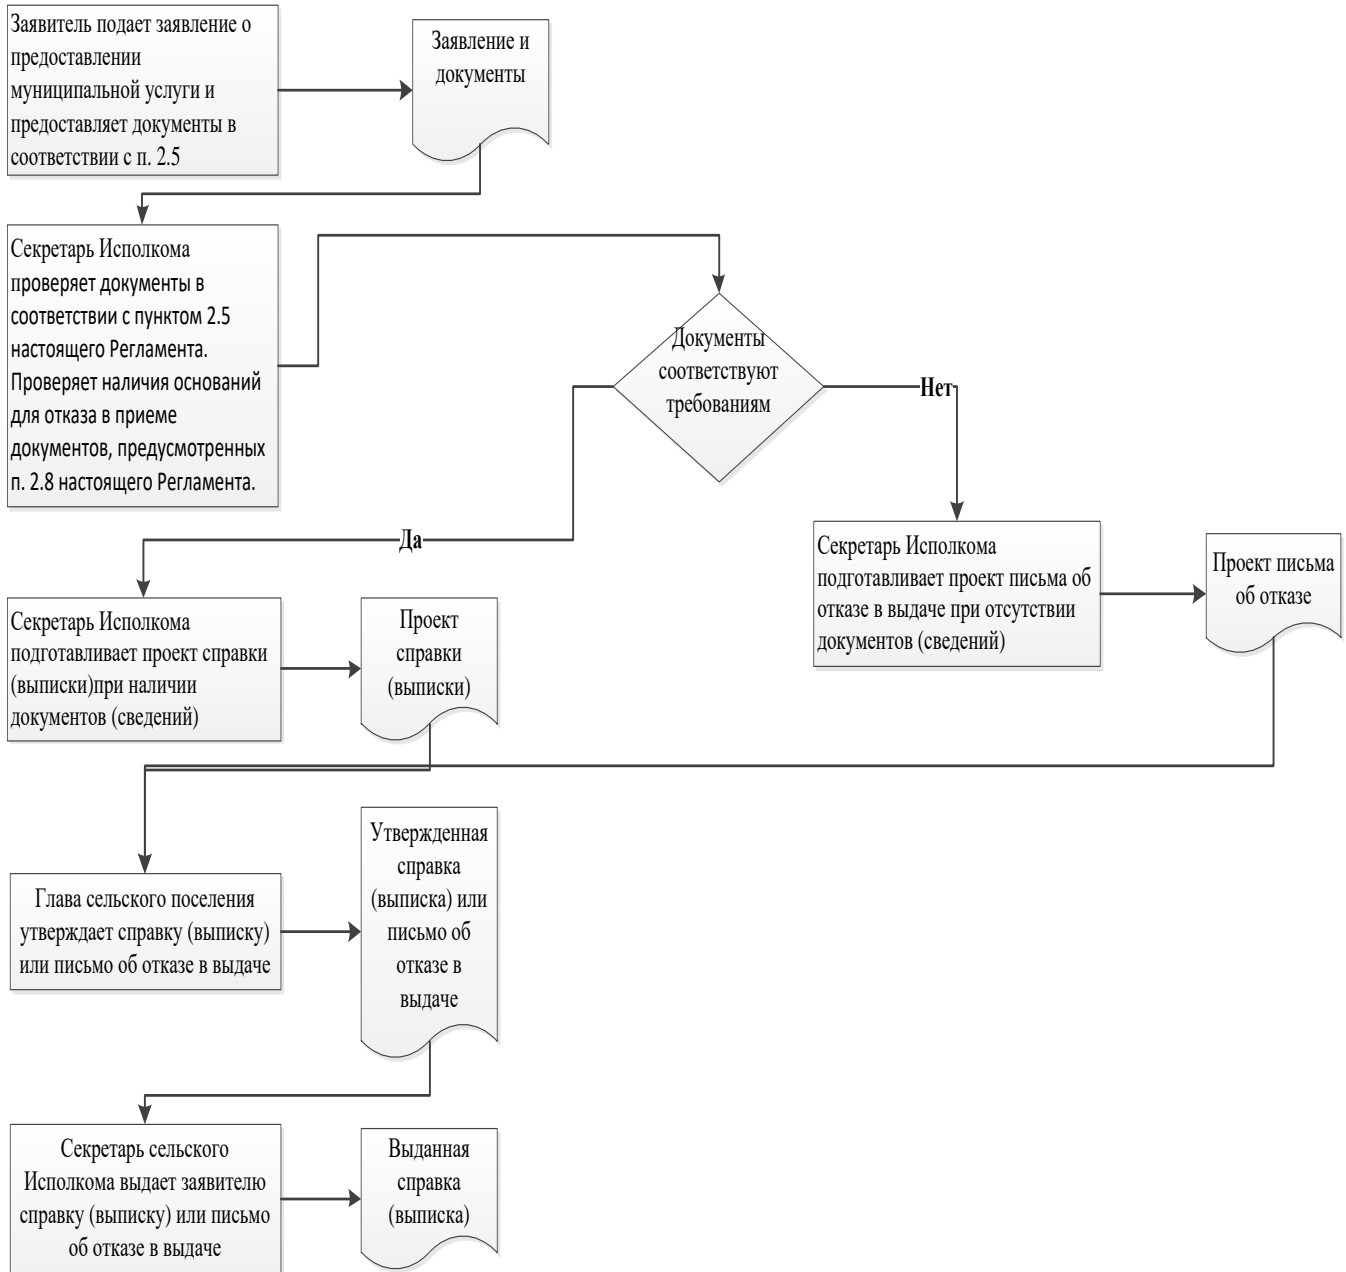 Заявитель подает заявление о
предоставлении
муниципальной услуги и
предоставляет документы в
соответствии с п. 2.5
Заявление и
документы
Секретарь Исполкома
проверяет документы в
соответствии с пунктом 2.5
настоящего Регламента.
Проверяет наличия оснований
для отказа в приеме
документов, предусмотренных
п. 2.8 настоящего Регламента.
Документы
соответствуют
требованиям
Нет
Да
Секретарь Исполкома
подготавливает проект справки
(выписки)при наличии
документов (сведений)
Проект
справки
(выписки)
Секретарь Исполкома
подготавливает проект письма об
отказе в выдаче при отсутствии
документов (сведений)
Проект письма
об отказе
Глава сельского поселения
утверждает справку (выписку)
или письмо об отказе в выдаче
Утвержденная
справка
(выписка) или
письмо об
отказе в
выдаче
Секретарь сельского
Исполкома выдает заявителю
справку (выписку) или письмо
об отказе в выдаче
Выданная
справка
(выписка)